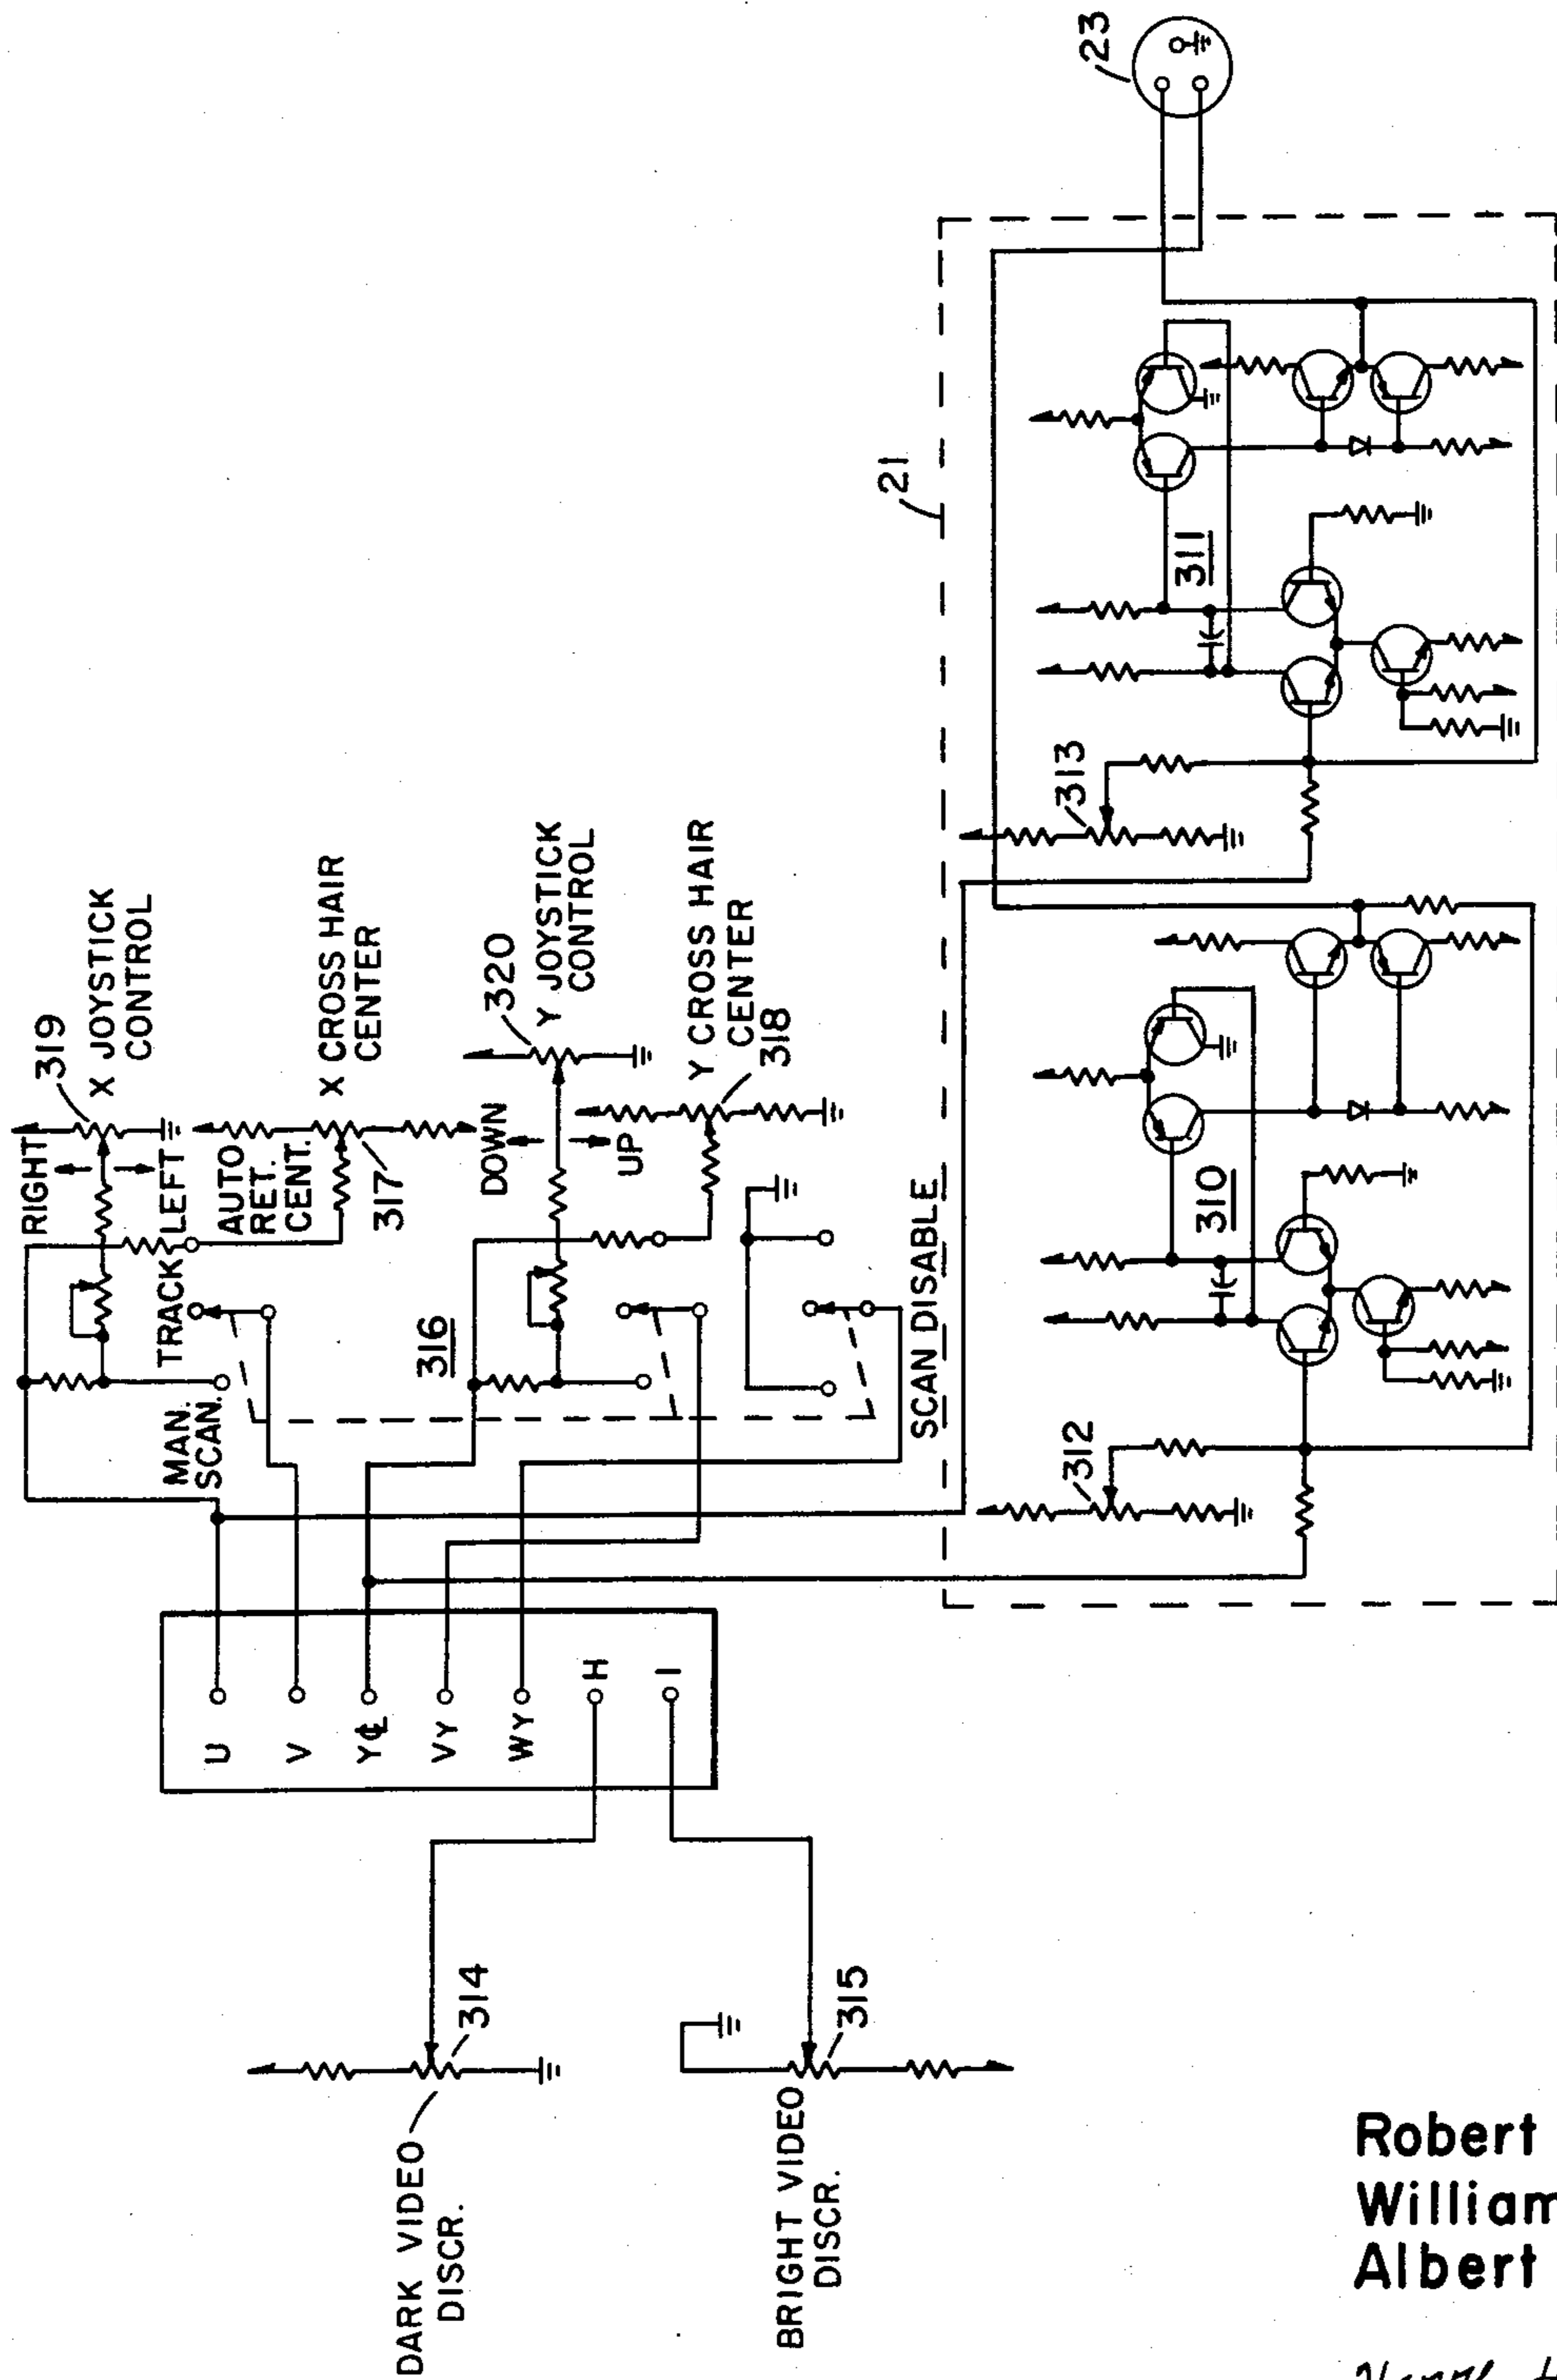 319
X JOYSTICK
CONTROL
RIGHT
LEFT
TRACK
MAN.
SCAN.
AUTO
RET.
CENT.
X CROSS HAIR
CENTER
317
320
Y JOYSTICK
CONTROL
DOWN
UP
316
Y CROSS HAIR
CENTER
318
SCAN DISABLE
U
V
Y℄
VY
WY
H
I
314
DARK VIDEO
DISCR.
315
BRIGHT VIDEO
DISCR.
21
23
313
311
312
310
Robert
William
Albert